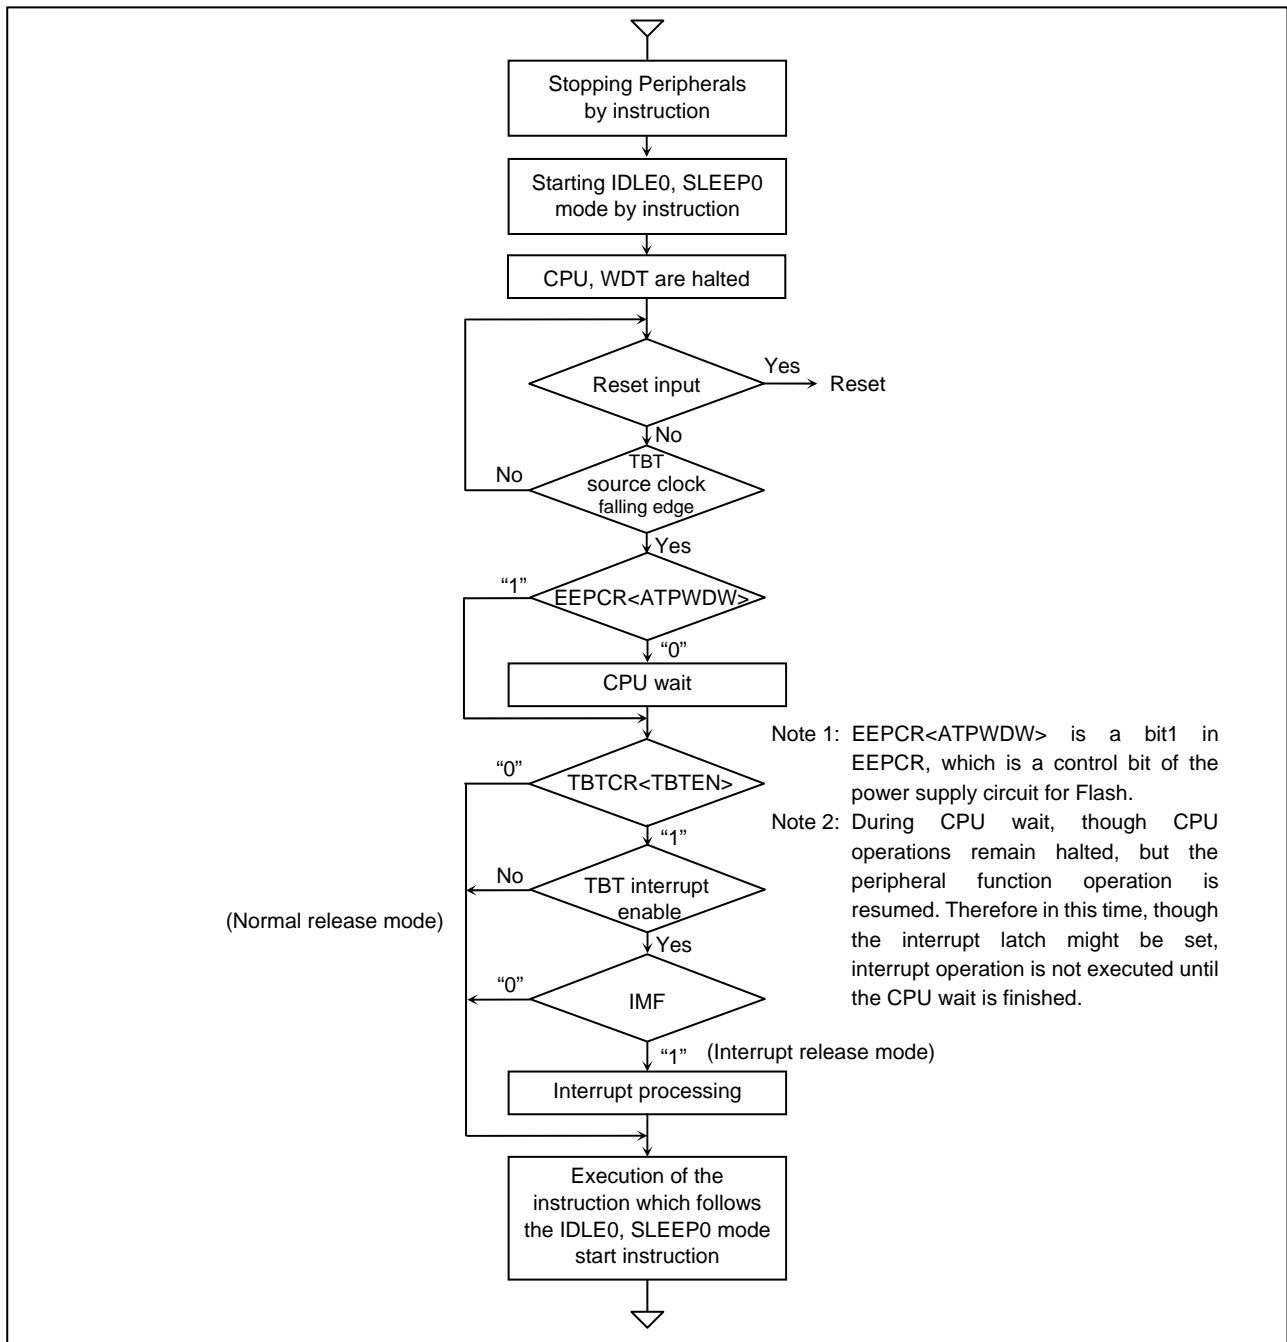 Stopping Peripherals
by instruction
Starting IDLE0, SLEEP0
mode by instruction
CPU, WDT are halted
Yes
Reset input
Reset
No
TBT
No
source clock
falling edge
Yes
“1”
EEPCR<ATPWDW>
“0”
CPU wait
Note 1: EEPCR<ATPWDW> is a bit1 in
EEPCR, which is a control bit of the
power supply circuit for Flash.
Note 2: During CPU wait, though CPU
operations remain halted, but the
peripheral function operation is
resumed. Therefore in this time, though
the interrupt latch might be set,
interrupt operation is not executed until
the CPU wait is finished.
“0”
TBTCR<TBTEN>
“1”
No
TBT interrupt
enable
(Normal release mode)
Yes
“0”
IMF
“1” (Interrupt release mode)
Interrupt processing
Execution of the
instruction which follows
the IDLE0, SLEEP0 mode
start instruction